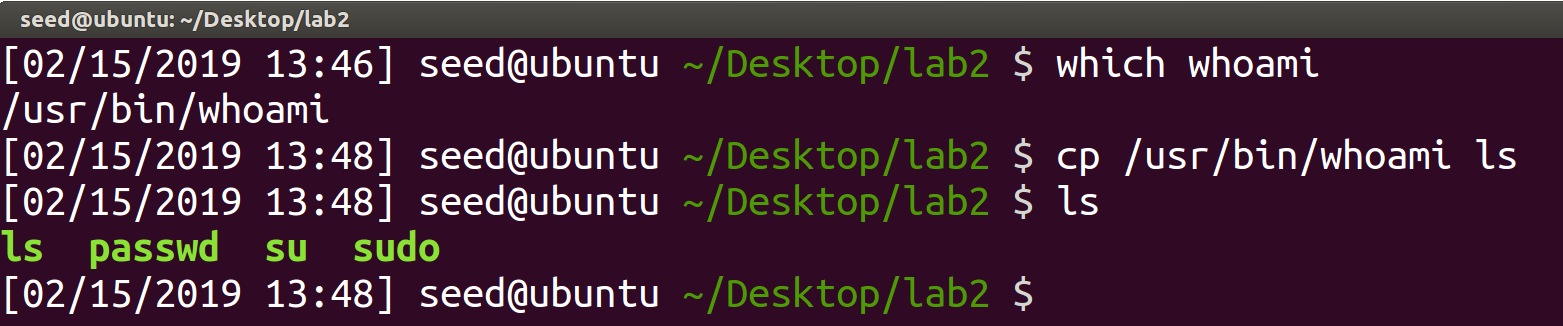 seed@ubuntu: ~/Desktop/lab2
[02/15/2019 13:46] seed@ubuntu ~/Desktop/lab2 $ which whoami
/usr/bin/whoami
[02/15/2019 13:48] seed@ubuntu ~/Desktop/lab2 $ cp /usr/bin/whoami ls
[02/15/2019 13:48] seed@ubuntu ~/Desktop/lab2 $ ls
ls  passwd  su  sudo
[02/15/2019 13:48] seed@ubuntu ~/Desktop/lab2 $